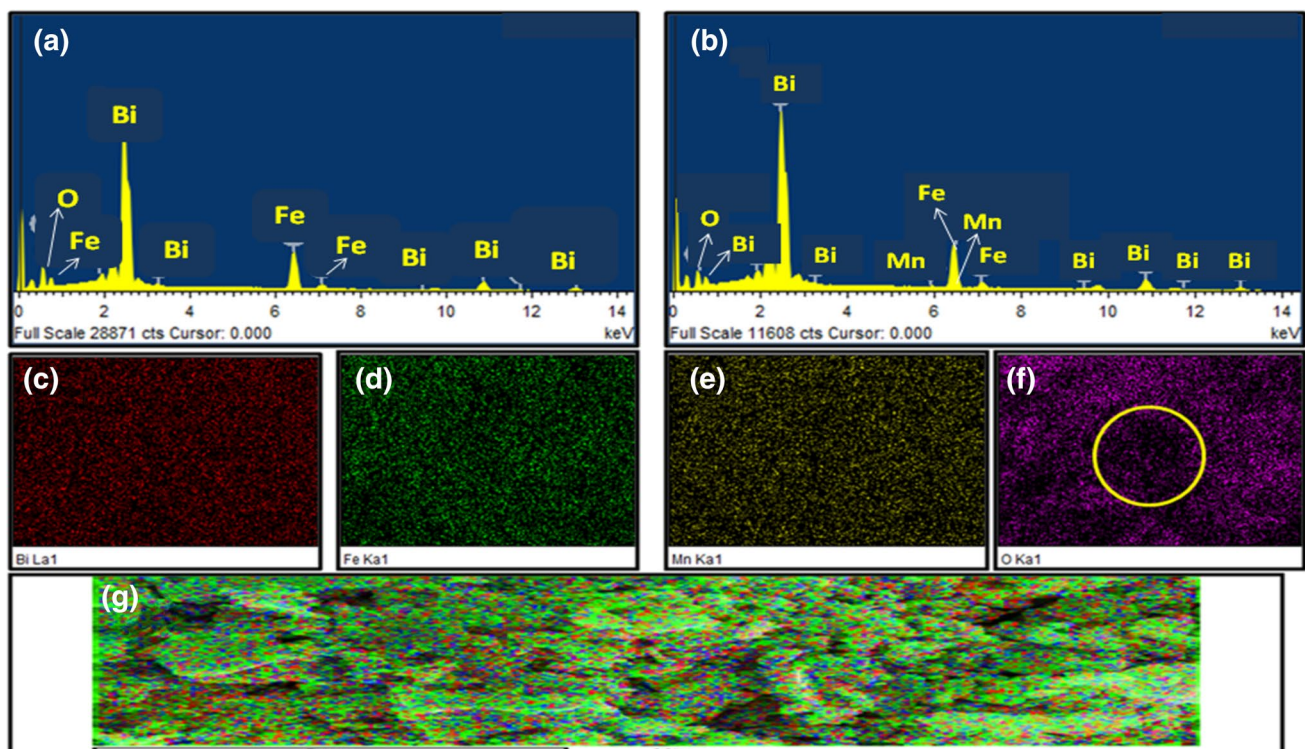 (a)
Bi
O
Fe
Bi
Fe
Fe
Bi
Bi
Bi
0 2 4 6 8 10 12 14
Full Scale 28871 cts Cursor: 0.000 keV
(b)
Bi
O
Bi
Bi
Mn
Fe
Mn
Fe
Bi
Bi
Bi
Bi
0 2 4 6 8 10 12 14
Full Scale 11608 cts Cursor: 0.000 keV
(c)
Bi La1
(d)
Fe Ka1
(e)
Mn Ka1
(f)
O Ka1
(g)